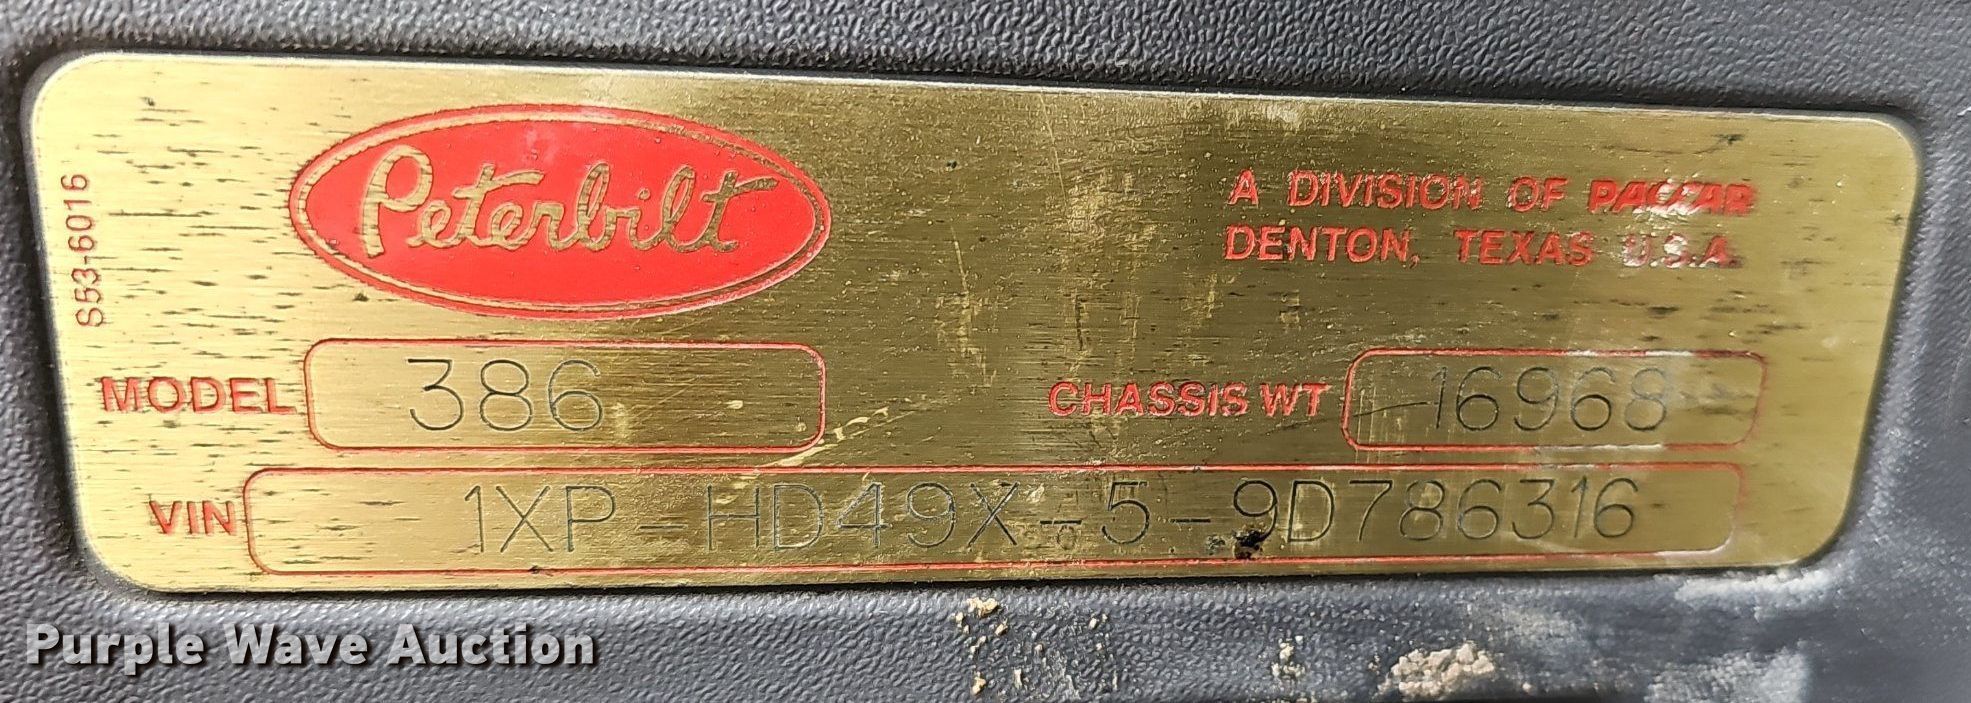 S53-6016
Peterbilt
A DIVISION OF PACCAR
DENTON, TEXAS U.S.A.
MODEL 386
CHASSIS WT 16968
VIN 1XP-HD49X-5-9D786316
Purple Wave Auction